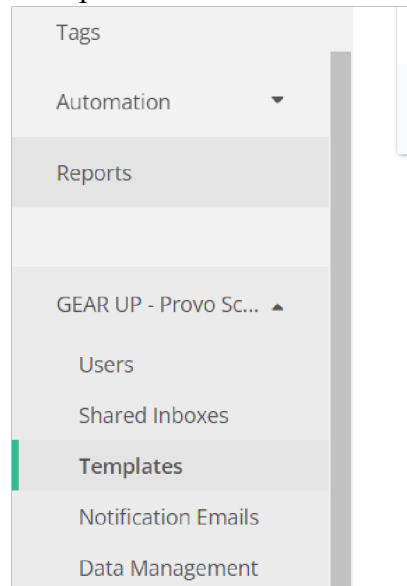 Tags
Automation
Reports
GEAR UP - Provo Sc...
Users
Shared Inboxes
Templates
Notification Emails
Data Management